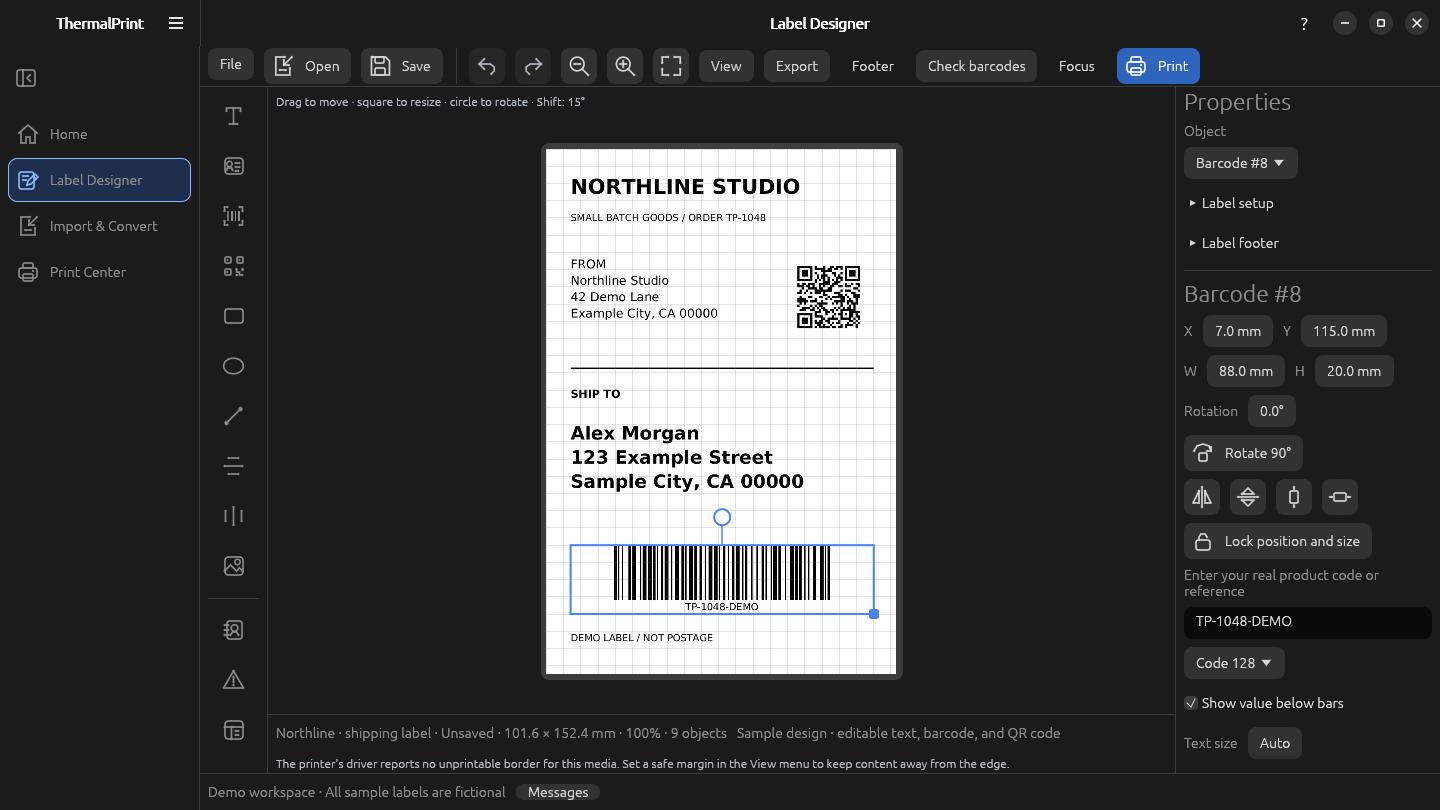 ThermalPrint
Label Designer
?
File
Open
Save
View
Export
Footer
Check barcodes
Focus
Print
Home
Label Designer
Import & Convert
Print Center
Drag to move · square to resize · circle to rotate · Shift: 15°
NORTHLINE STUDIO
SMALL BATCH GOODS / ORDER TP-1048
FROM
Northline Studio
42 Demo Lane
Example City, CA 00000
SHIP TO
Alex Morgan
123 Example Street
Sample City, CA 00000
TP-1048-DEMO
DEMO LABEL / NOT POSTAGE
Properties
Object
Barcode #8
Label setup
Label footer
Barcode #8
X 7.0 mm Y 115.0 mm
W 88.0 mm H 20.0 mm
Rotation 0.0°
Rotate 90°
Lock position and size
Enter your real product code or
reference
TP-1048-DEMO
Code 128
Show value below bars
Text size Auto
Northline · shipping label · Unsaved · 101.6 × 152.4 mm · 100% · 9 objects Sample design · editable text, barcode, and QR code
The printer's driver reports no unprintable border for this media. Set a safe margin in the View menu to keep content away from the edge.
Demo workspace · All sample labels are fictional
Messages